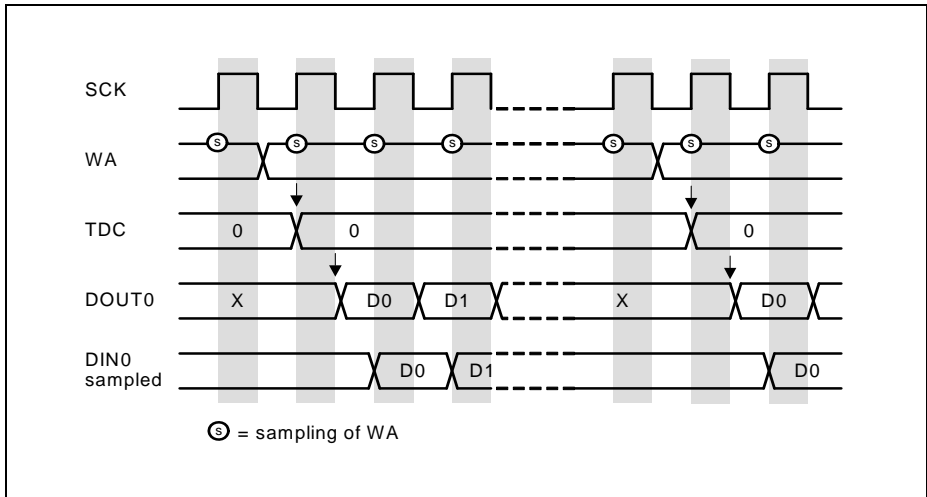 SCK
S S S S S S S
WA
TDC 0 0 0
DOUT0 X D0 D1 X D0
DIN0
sampled D0 D1 D0
S = sampling of WA